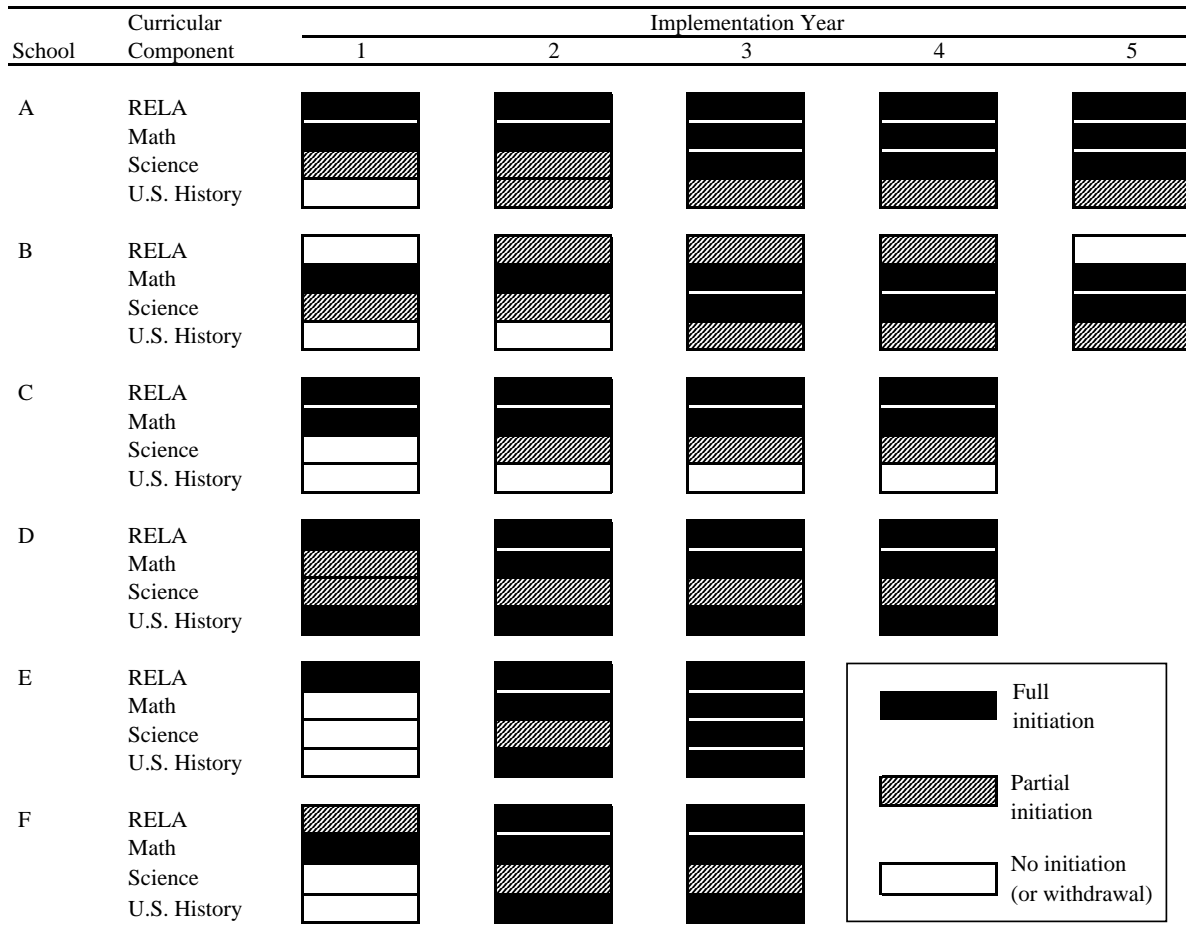 Curricular Implementation Year
School Component 1 2 3 4 5
A RELA
Math
Science
U.S. History
B RELA
Math
Science
U.S. History
C RELA
Math
Science
U.S. History
D RELA
Math
Science
U.S. History
E RELA
Math
Science
U.S. History
F RELA
Math
Science
U.S. History
Full
initiation
Partial
initiation
No initiation
(or withdrawal)